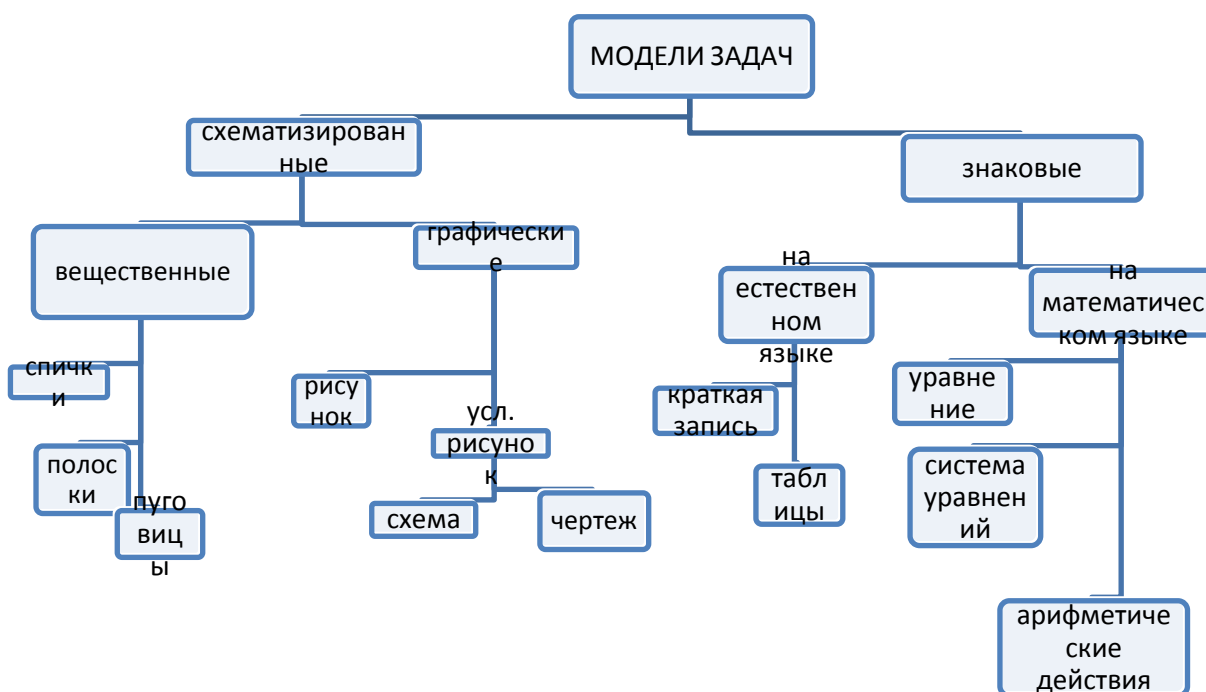 МОДЕЛИ ЗАДАЧ
схематизирован
ные
знаковые
вещественные
графически
е
на
естествен
ном
языке
на
математичес
ком языке
спичк
и
полос
ки
пуго
виц
ы
рису
нок
усл.
рисуно
к
схема
чертеж
краткая
запись
табл
ицы
уравне
ние
система
уравнен
ий
арифметиче
ские
действия